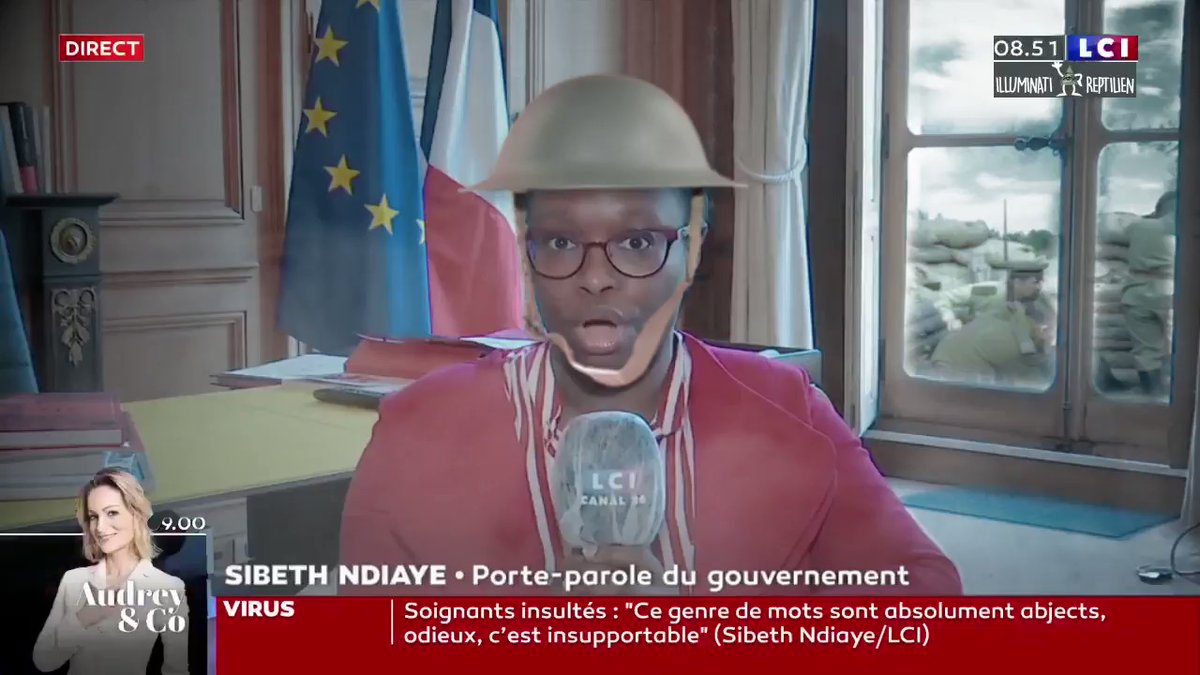 DIRECT
08.51 LCI
ILLUMINATI REPTILIEN
LCI
CANAL 26
9.00
Audrey
& Co
SIBETH NDIAYE • Porte-parole du gouvernement
VIRUS
Soignants insultés : "Ce genre de mots sont absolument abjects,
odieux, c’est insupportable" (Sibeth Ndiaye/LCI)